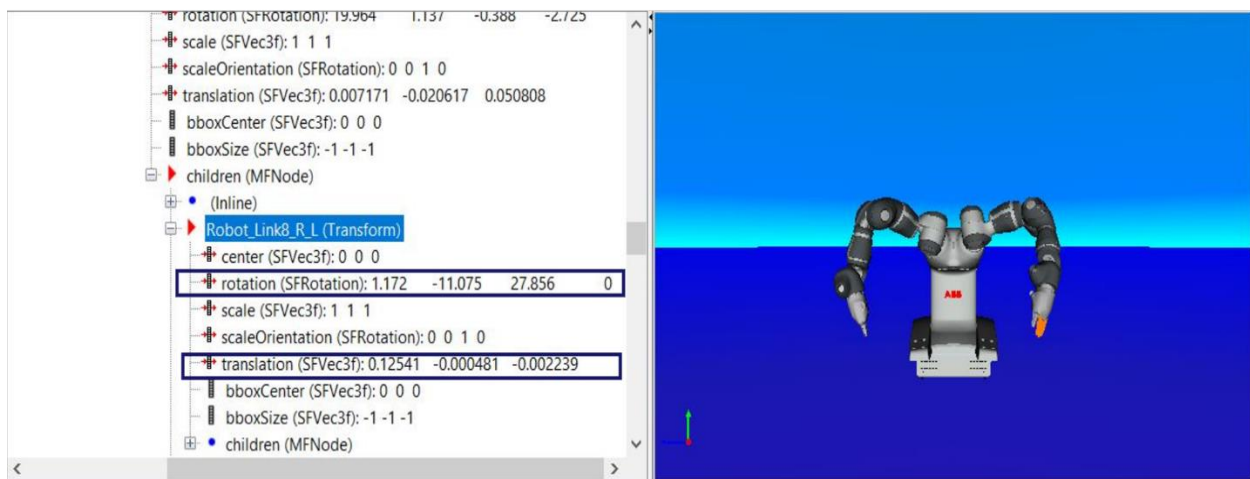 rotation (SFRotation): 19.964 1.137 -0.388 -2.725
scale (SFVec3f): 1 1 1
scaleOrientation (SFRotation): 0 0 1 0
translation (SFVec3f): 0.007171 -0.020617 0.050808
bboxCenter (SFVec3f): 0 0 0
bboxSize (SFVec3f): -1 -1 -1
children (MFNode)
(Inline)
Robot_Link8_R_L (Transform)
center (SFVec3f): 0 0 0
rotation (SFRotation): 1.172 -11.075 27.856 0
scale (SFVec3f): 1 1 1
scaleOrientation (SFRotation): 0 0 1 0
translation (SFVec3f): 0.12541 -0.000481 -0.002239
bboxCenter (SFVec3f): 0 0 0
bboxSize (SFVec3f): -1 -1 -1
children (MFNode)
ABB